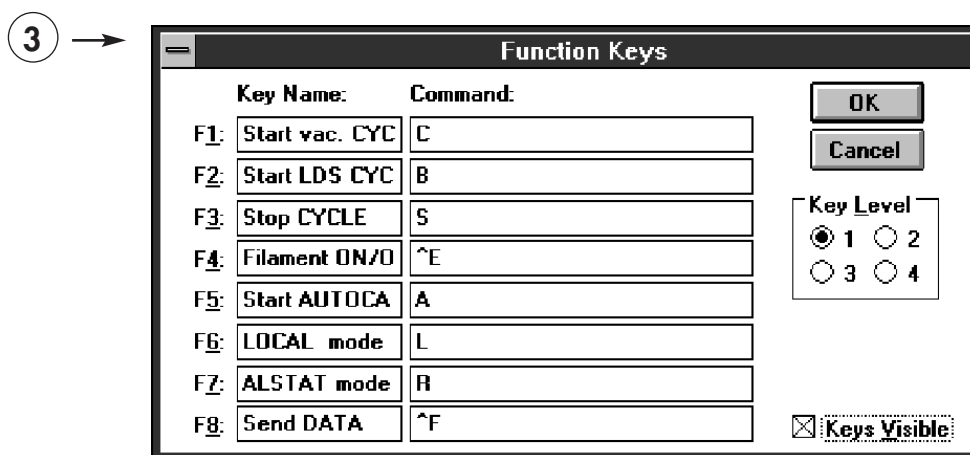 3
Function Keys
Key Name: Command:
F1: Start vac. CYC C
F2: Start LDS CYC B
F3: Stop CYCLE S
F4: Filament ON/O ^E
F5: Start AUTOCA A
F6: LOCAL mode L
F7: ALSTAT mode R
F8: Send DATA ^F
OK
Cancel
Key Level
1 2
3 4
Keys Visible